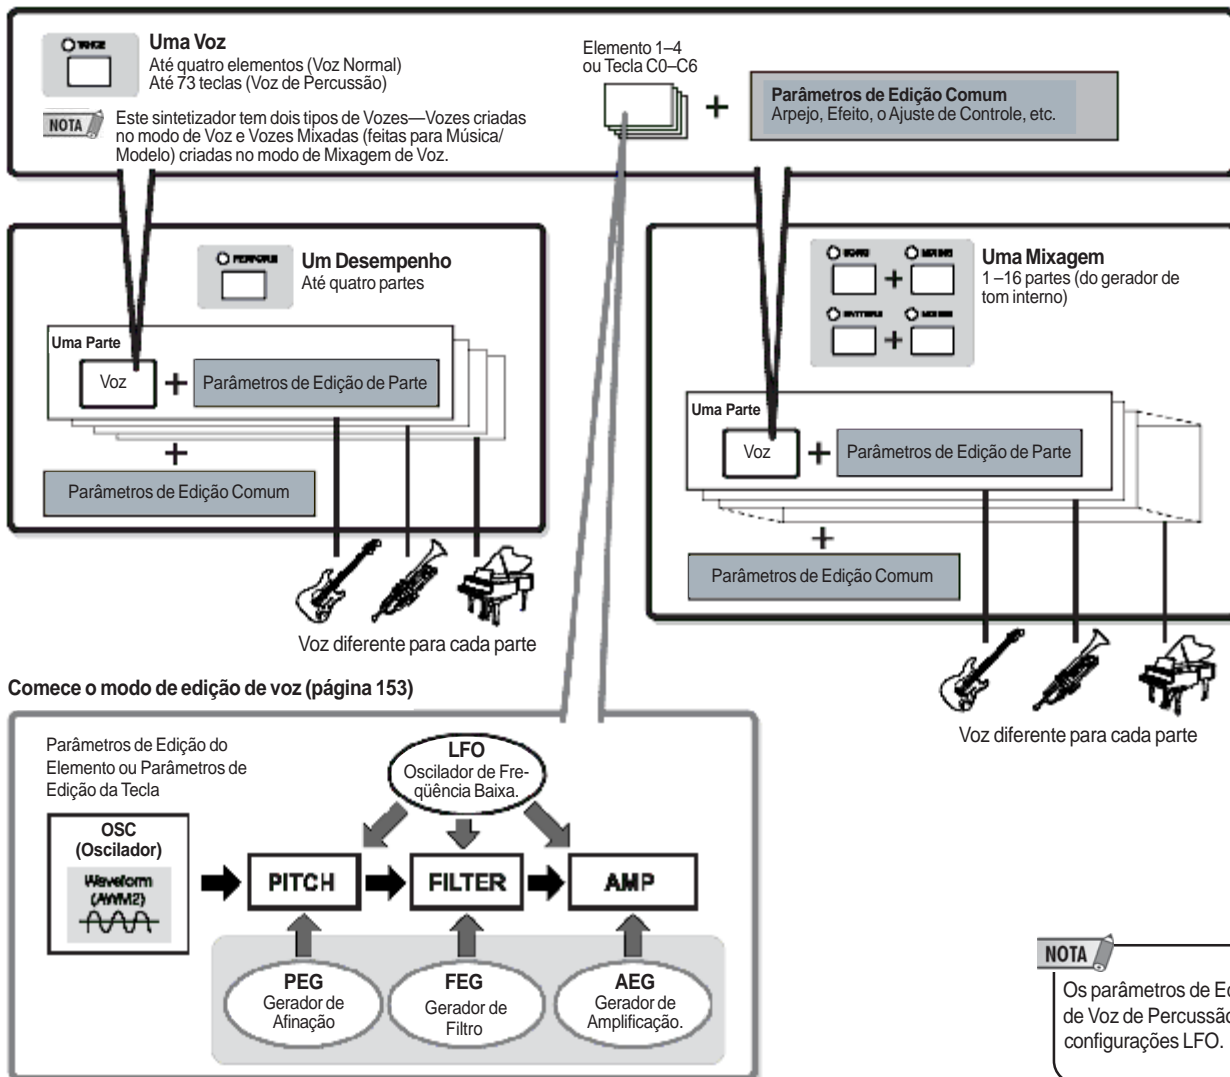 VOICE
Uma Voz
Até quatro elementos (Voz Normal)
Até 73 teclas (Voz de Percussão)
NOTA
Este sintetizador tem dois tipos de Vozes—Vozes criadas
no modo de Voz e Vozes Mixadas (feitas para Música/
Modelo) criadas no modo de Mixagem de Voz.
Elemento 1–4
ou Tecla C0–C6
+
Parâmetros de Edição Comum
Arpejo, Efeito, o Ajuste de Controle, etc.
PERFORM
Um Desempenho
Até quatro partes
Uma Parte
Voz
+
Parâmetros de Edição de Parte
+
Parâmetros de Edição Comum
Voz diferente para cada parte
SONG
+
MIXING
PATTERN
+
MIXING
Uma Mixagem
1 –16 partes (do gerador de
tom interno)
Uma Parte
Voz
+
Parâmetros de Edição de Parte
+
Parâmetros de Edição Comum
Voz diferente para cada parte
Comece o modo de edição de voz (página 153)
Parâmetros de Edição do
Elemento ou Parâmetros de
Edição da Tecla
LFO
Oscilador de Fre-
qüência Baixa.
OSC
(Oscilador)
Waveform
(AWM2)
PITCH
FILTER
AMP
PEG
Gerador de
Afinação
FEG
Gerador de
Filtro
AEG
Gerador de
Amplificação.
NOTA
Os parâmetros de
de Voz de Percussão
configurações LFO.